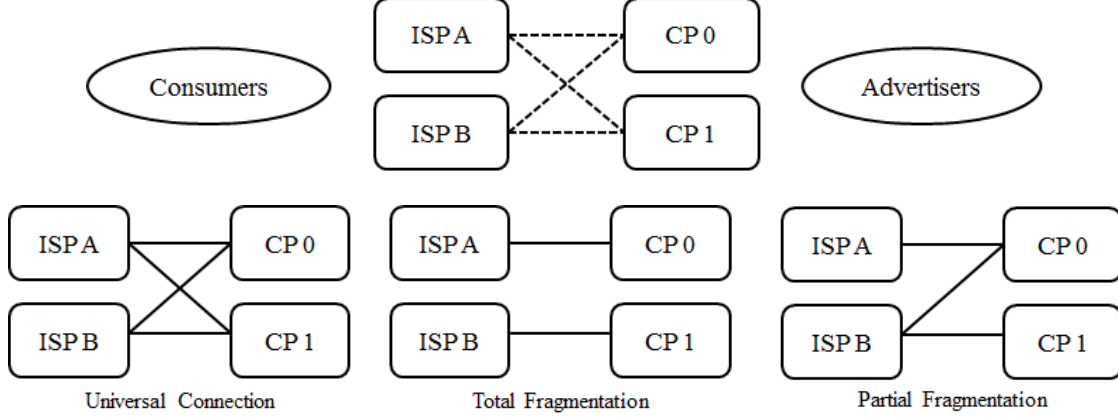 ISP A
CP 0
Consumers
Advertisers
ISP B
CP 1
ISP A
CP 0
ISP A
CP 0
ISP A
CP 0
ISP B
CP 1
ISP B
CP 1
ISP B
CP 1
Universal Connection
Total Fragmentation
Partial Fragmentation